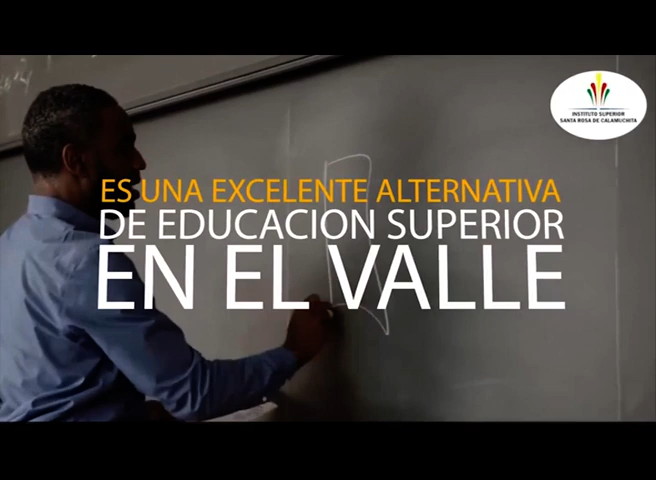 INSTITUTO SUPERIOR
SANTA ROSA DE CALAMUCHITA
ES UNA EXCELENTE ALTERNATIVA
DE EDUCACION SUPERIOR
EN EL VALLE